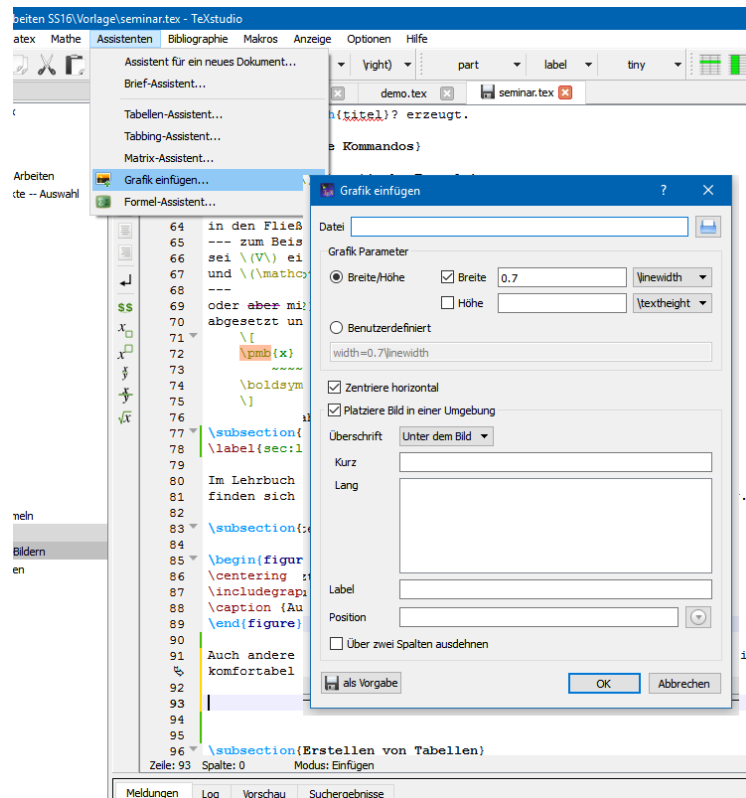 beiten SS16\Vorlage\seminar.tex - TeXstudio
atex Mathe Assistenten Bibliographie Makros Anzeige Optionen Hilfe
\right) part label tiny
demo.tex seminar.tex
Assistent für ein neues Dokument...
Brief-Assistent...
Tabellen-Assistent...
Tabbing-Assistent...
Matrix-Assistent...
Grafik einfügen...
Formel-Assistent...
{titel}? erzeugt.
e Kommandos}
Arbeiten
kte -- Auswahl
meln
Bildern
en
64 in den Fließ
65 --- zum Beis
66 sei \(V\) ei
67 und \(\mathc
68 ---
69 oder aber mi
70 abgesetzt un
71 \[
72 \pmb{x}
73 ~~~~
74 \boldsym
75 \]
76
77 \subsection{
78 \label{sec:l
79
80 Im Lehrbuch
81 finden sich
82
83 \subsection{
84
85 \begin{figur
86 \centering
87 \includegrap
88 \caption {Au
89 \end{figure}
90
91 Auch andere
komfortabel
92
93
94
95
96 \subsection{Erstellen von Tabellen}
Grafik einfügen ?
Datei
Grafik Parameter
Breite/Höhe Breite 0.7 \linewidth
Höhe \textheight
Benutzerdefiniert
width=0.7\linewidth
Zentriere horizontal
Platziere Bild in einer Umgebung
Überschrift Unter dem Bild
Kurz
Lang
Label
Position
Über zwei Spalten ausdehnen
als Vorgabe OK Abbrechen
Zeile: 93 Spalte: 0 Modus: Einfügen
Meldungen Log Vorschau Suchergebnisse